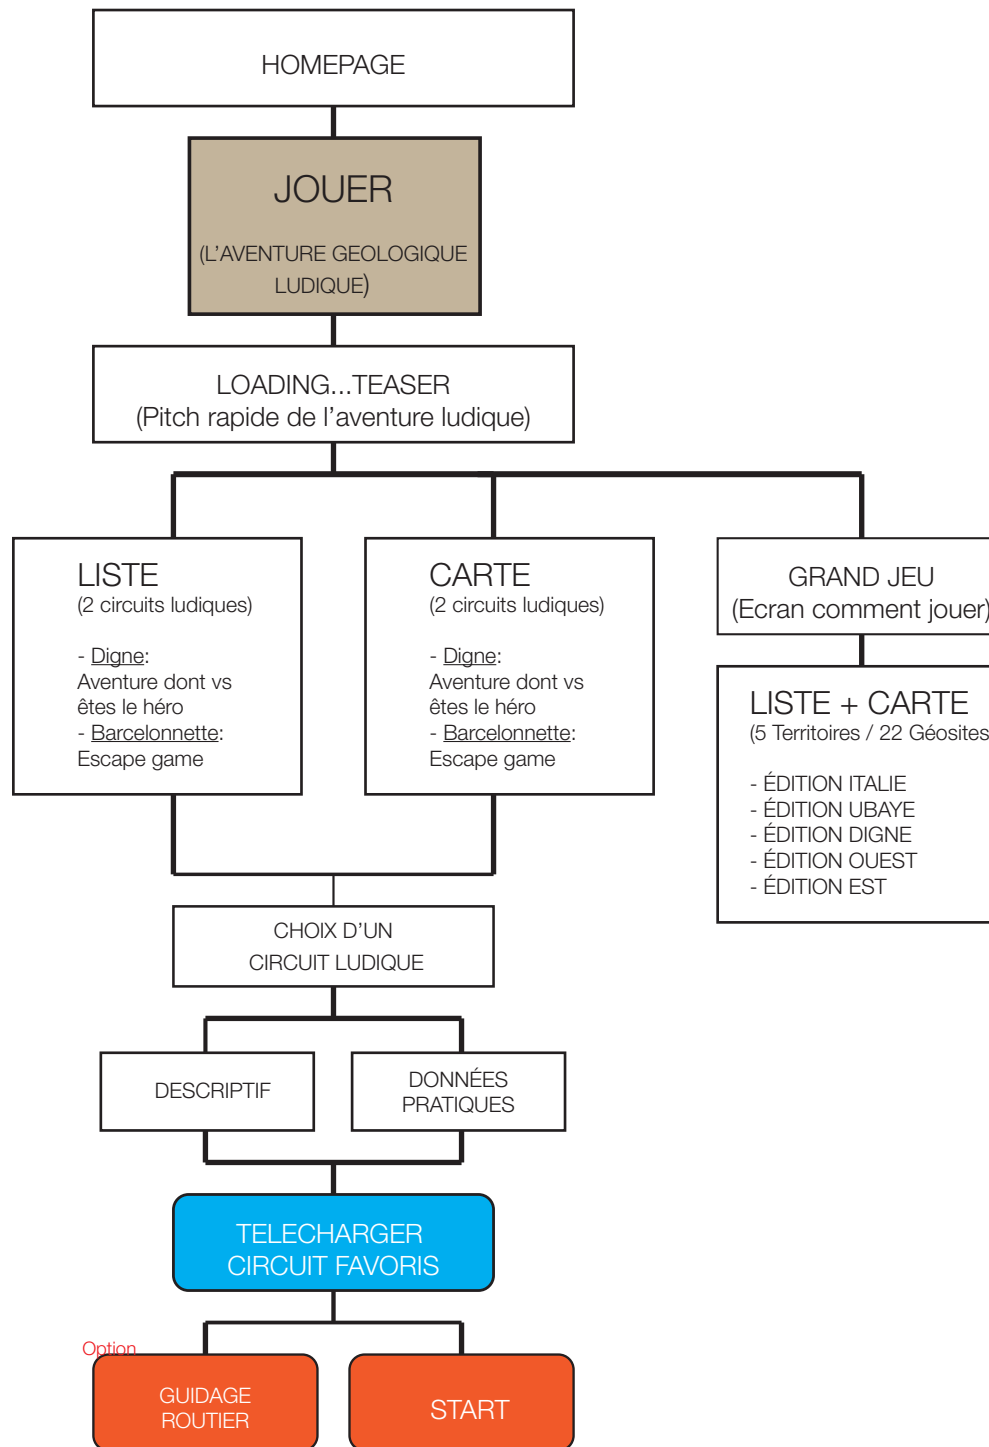 HOMEPAGE
JOUER
(L’AVENTURE GEOLOGIQUE
LUDIQUE)
LOADING...TEASER
(Pitch rapide de l’aventure ludique)
LISTE
(2 circuits ludiques)
- Digne:
Aventure dont vs
êtes le héro
- Barcelonnette:
Escape game
CARTE
(2 circuits ludiques)
- Digne:
Aventure dont vs
êtes le héro
- Barcelonnette:
Escape game
GRAND JEU
(Ecran comment jouer)
LISTE + CARTE
(5 Territoires / 22 Géosites
- ÉDITION ITALIE
- ÉDITION UBAYE
- ÉDITION DIGNE
- ÉDITION OUEST
- ÉDITION EST
CHOIX D’UN
CIRCUIT LUDIQUE
DESCRIPTIF
DONNÉES
PRATIQUES
TELECHARGER
CIRCUIT FAVORIS
Option
GUIDAGE
ROUTIER
START